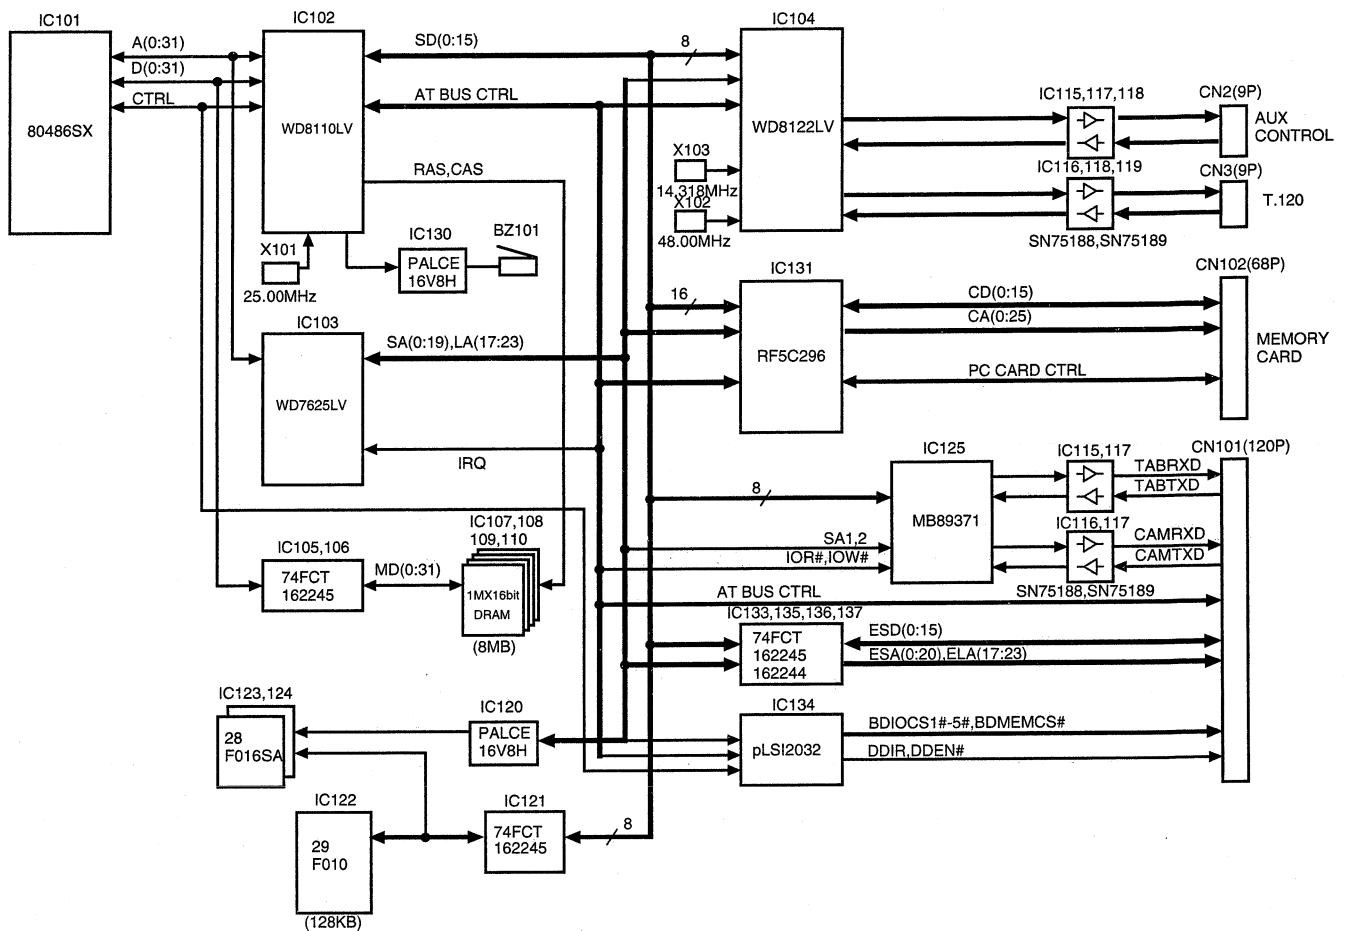 IC101
80486SX
A(0:31)
D(0:31)
CTRL
IC102
WD8110LV
SD(0:15)
AT BUS CTRL
RAS,CAS
X101
25.00MHz
IC130
PALCE
16V8H
BZ101
8
IC104
WD8122LV
X103
14.318MHz
X102
48.00MHz
IC115,117,118
CN2(9P)
AUX
CONTROL
IC116,118,119
CN3(9P)
T.120
SN75188,SN75189
IC103
WD7625LV
SA(0:19),LA(17:23)
IRQ
16
IC131
RF5C296
CD(0:15)
CA(0:25)
PC CARD CTRL
CN102(68P)
MEMORY
CARD
8
IC125
MB89371
SA1,2
IOR#,IOW#
IC115,117
TABRXD
TABTXD
IC116,117
CAMRXD
CAMTXD
SN75188,SN75189
CN101(120P)
AT BUS CTRL
IC105,106
74FCT
162245
MD(0:31)
IC107,108
109,110
1MX16bit
DRAM
(8MB)
IC133,135,136,137
74FCT
162245
162244
ESD(0:15)
ESA(0:20),ELA(17:23)
IC134
pLSI2032
BDIOCS1#-5#,BDMEMCS#
DDIR,DDEN#
IC123,124
28
F016SA
IC120
PALCE
16V8H
IC122
29
F010
(128KB)
IC121
74FCT
162245
8